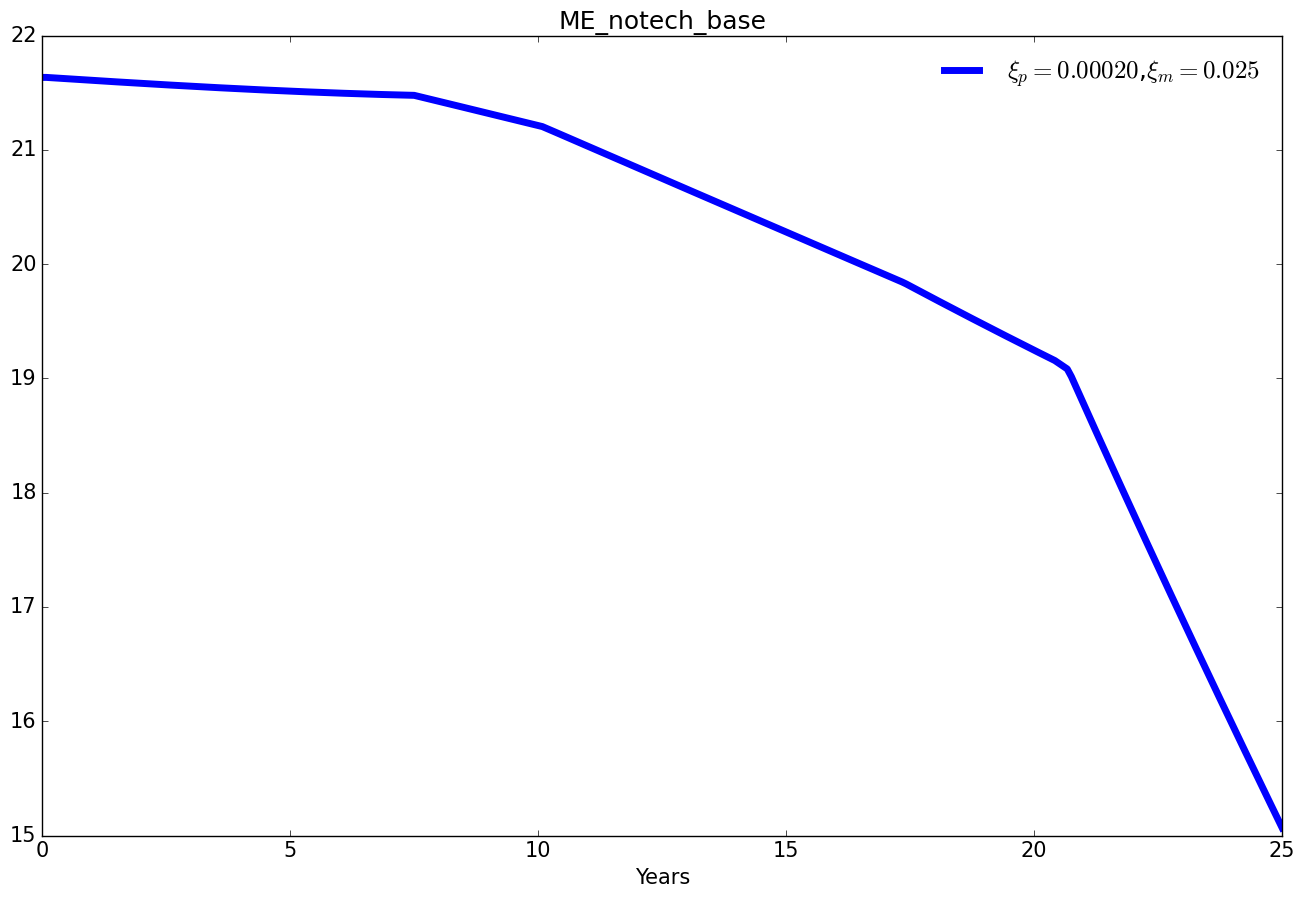 ME_notech_base
ξp = 0.00020,ξm = 0.025
22
21
20
19
18
17
16
15
0 5 10 15 20 25
Years